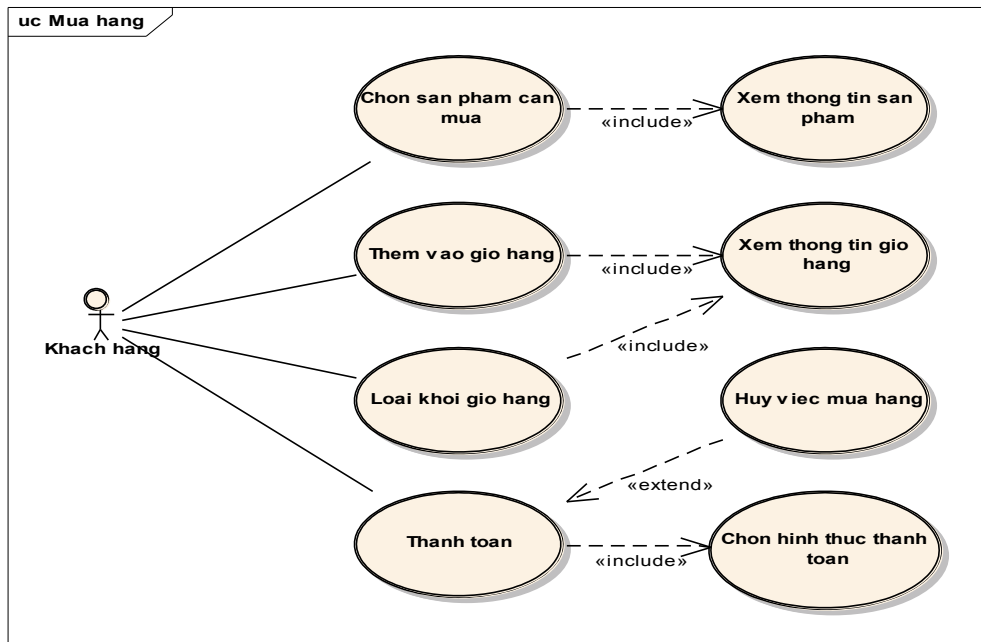 uc Mua hang
Chon san pham can
mua
«include»
Xem thong tin san
pham
Them vao gio hang
«include»
Xem thong tin gio
hang
Khach hang
«include»
Loai khoi gio hang
Huy viec mua hang
«extend»
Thanh toan
«include»
Chon hinh thuc thanh
toan